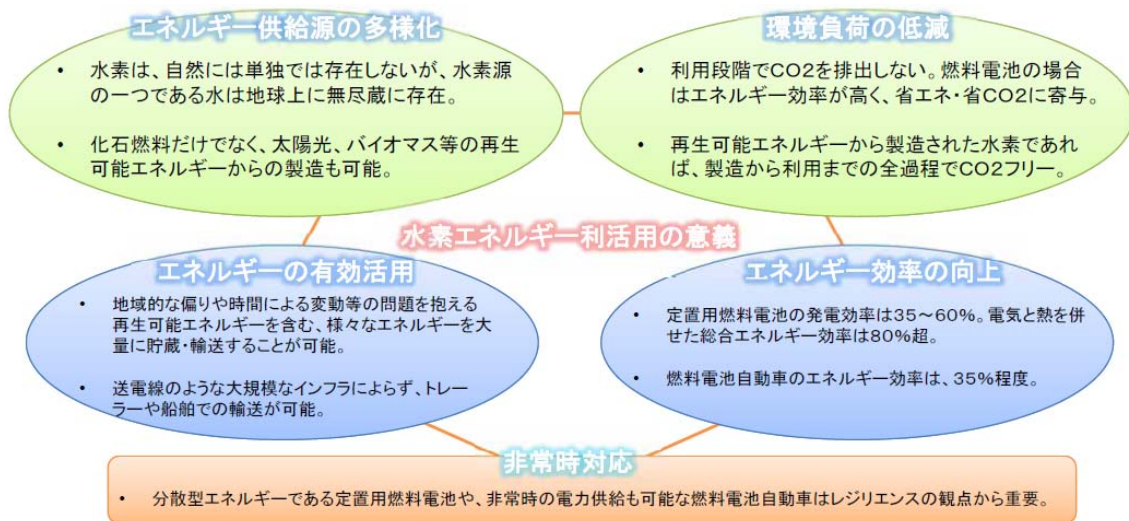 エネルギー供給源の多様化
• 水素は、自然には単独では存在しないが、水素源
の一つである水は地球上に無尽蔵に存在。
• 化石燃料だけでなく、太陽光、バイオマス等の再生
可能エネルギーからの製造も可能。
環境負荷の低減
• 利用段階でCO2を排出しない。燃料電池の場合
はエネルギー効率が高く、省エネ・省CO2に寄与。
• 再生可能エネルギーから製造された水素であれ
ば、製造から利用までの全過程でCO2フリー。
水素エネルギー利活用の意義
エネルギーの有効活用
• 地域的な偏りや時間による変動等の問題を抱える
再生可能エネルギーを含む、様々なエネルギーを大
量に貯蔵・輸送することが可能。
• 送電線のような大規模なインフラによらず、トレー
ラーや船舶での輸送が可能。
エネルギー効率の向上
• 定置用燃料電池の発電効率は35~60%。電気と熱を併
せた総合エネルギー効率は80%超。
• 燃料電池自動車のエネルギー効率は、35%程度。
非常時対応
• 分散型エネルギーである定置用燃料電池や、非常時の電力供給も可能な燃料電池自動車はレジリエンスの観点から重要。